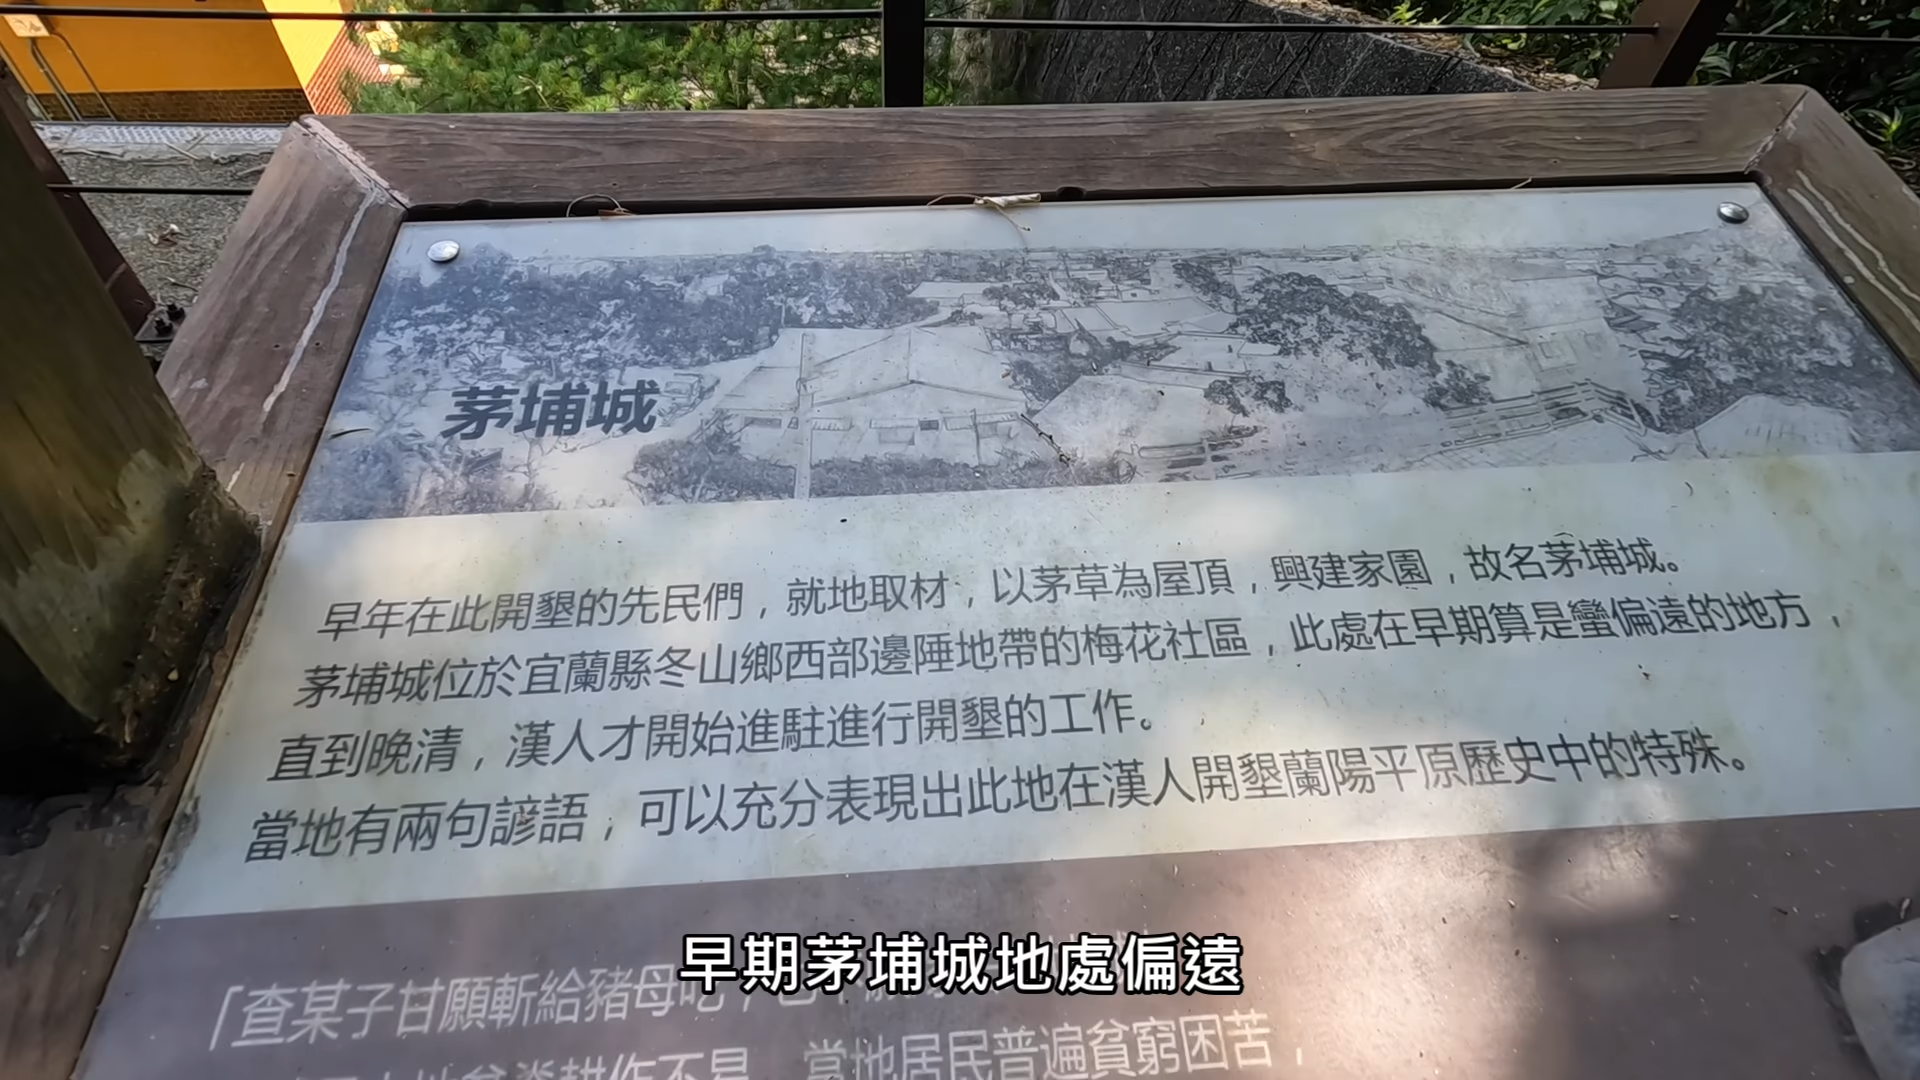 茅埔城
早年在此開墾的先民們，就地取材，以茅草為屋頂，興建家園，故名茅埔城。
茅埔城位於宜蘭縣冬山鄉西部邊陲地帶的梅花社區，此處在早期算是蠻偏遠的地方，
直到晚清，漢人才開始進駐進行開墾的工作。
當地有兩句諺語，可以充分表現出此地在漢人開墾蘭陽平原歷史中的特殊。
早期茅埔城地處偏遠
「查某子甘願斬給豬母吃，
當地居民普遍貧窮困苦，